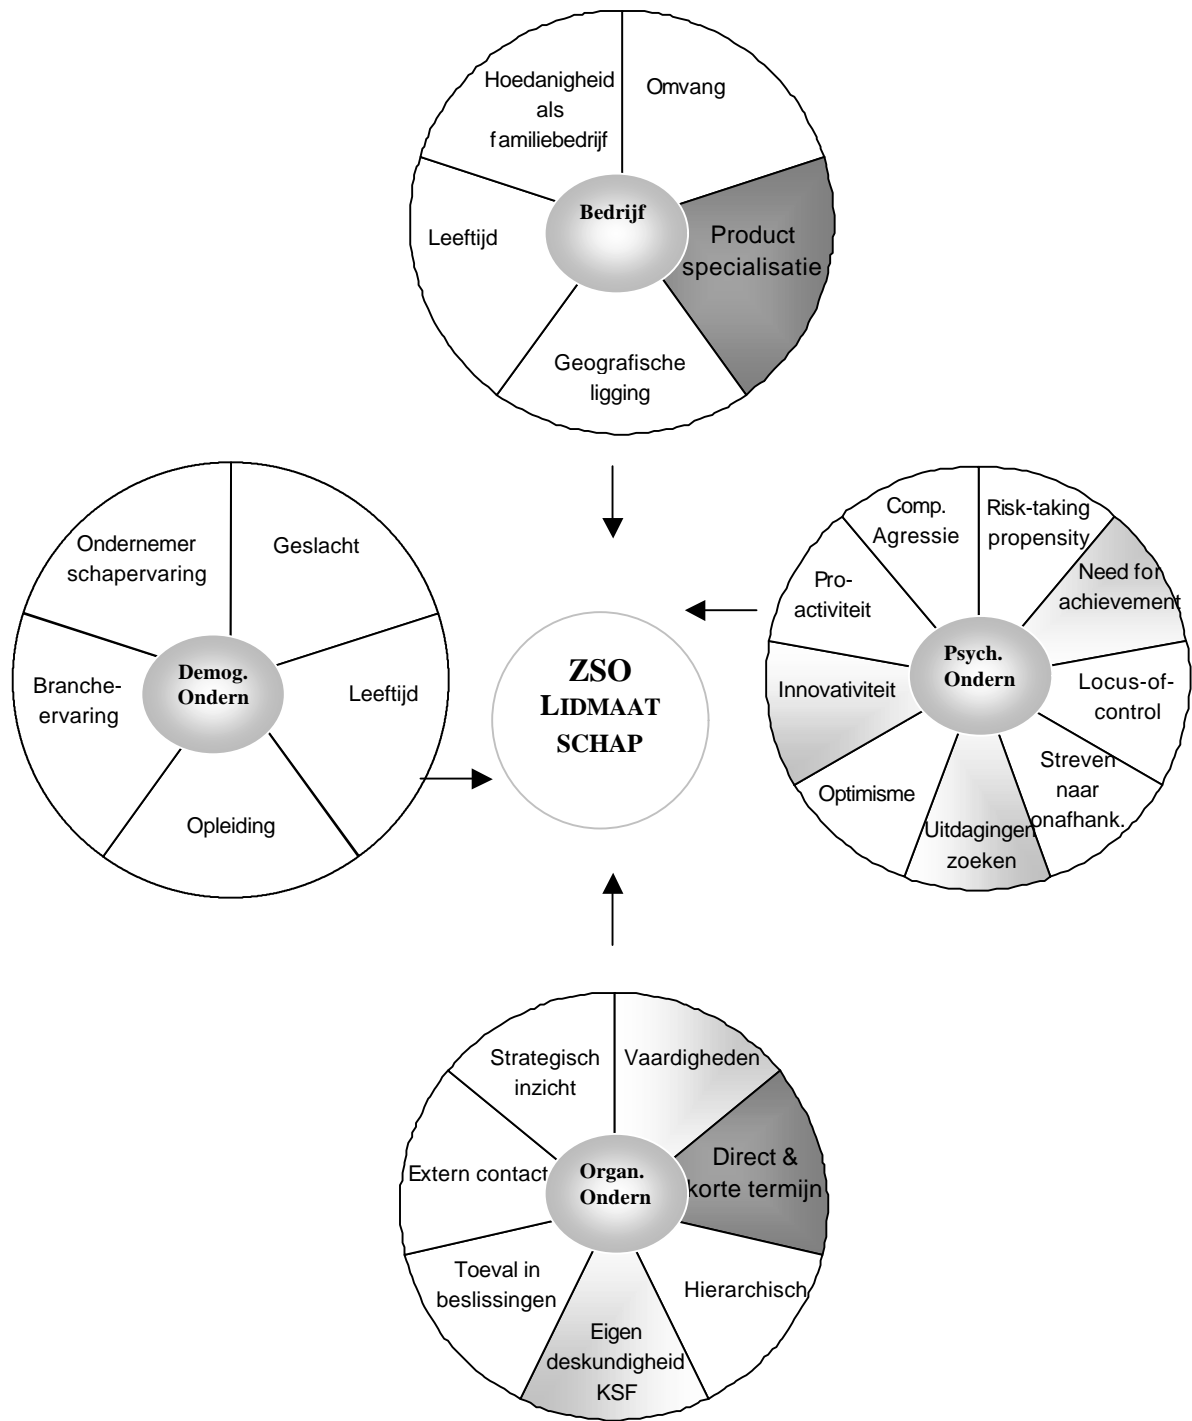 Hoedanigheid
als
familiebedrijf
Omvang
Bedrijf
Leeftijd
Product
specialisatie
Geografische
ligging
Ondernemer
schapervaring
Geslacht
Demog.
Ondern
Branche-
ervaring
Leeftijd
Opleiding
ZSO
LIDMAAT
SCHAP
Comp.
Agressie
Risk-taking
propensity
Pro-
activiteit
Need for
achievement
Psych.
Ondern
Innovativiteit
Locus-of-
control
Optimisme
Streven
naar
onafhank.
Uitdagingen
zoeken
Strategisch
inzicht
Vaardigheden
Extern contact
Organ.
Ondern
Direct &
korte termijn
Toeval in
beslissingen
Hierarchisch
Eigen
deskundigheid
KSF